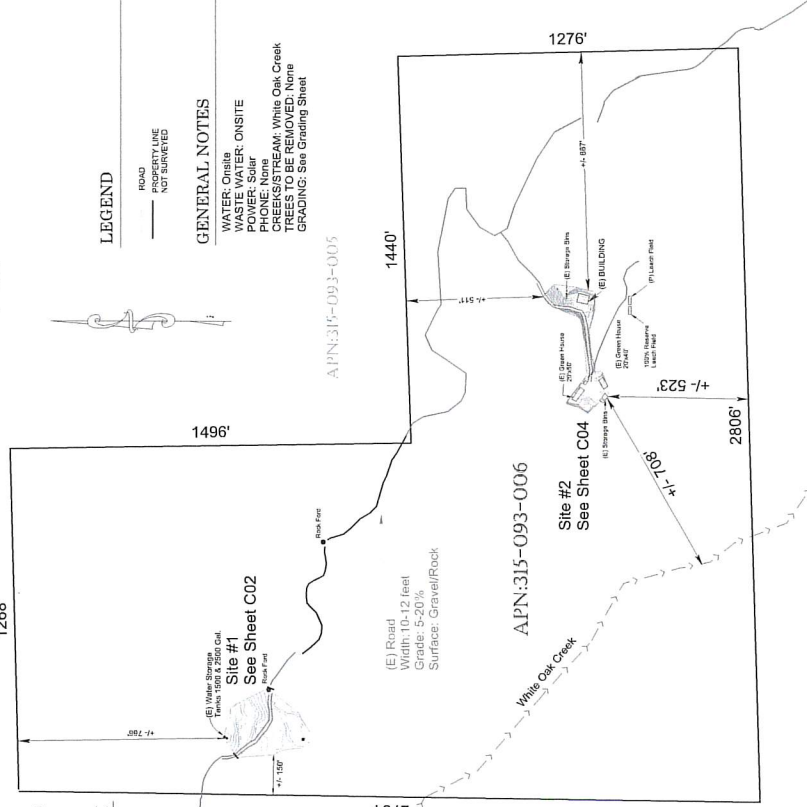 LEGEND
ROAD
PROPERTY LINE
NOT SURVEYED
GENERAL NOTES
WATER: Onsite
WASTE WATER: ONSITE
POWER: Solar
PHONE: None
CREEKS/STREAM: White Oak Creek
TREES TO BE REMOVED: None
GRADING: See Grading Sheet
APN:315-093-005
1276'
1440'
1496'
1268'
2806'
+/- 867'
+/- 511'
(E) Storage Bins
(E) BUILDING
(P) Leach Field
100% Reserve
Leach Field
(E) Green House
20'x40'
(E) Green House
(E) Storage Bins
+/- 523'
+/- 708'
Site #2
See Sheet C04
APN:315-093-006
White Oak Creek
(E) Road
Width:10-12 feet
Grade: 5-20%
Surface: Gravel/Rock
Rock Ford
Rock Ford
Site #1
See Sheet C02
(E) Water Storage
Tanks 1500 & 2500 Gal.
+/- 766'
+/- 150'